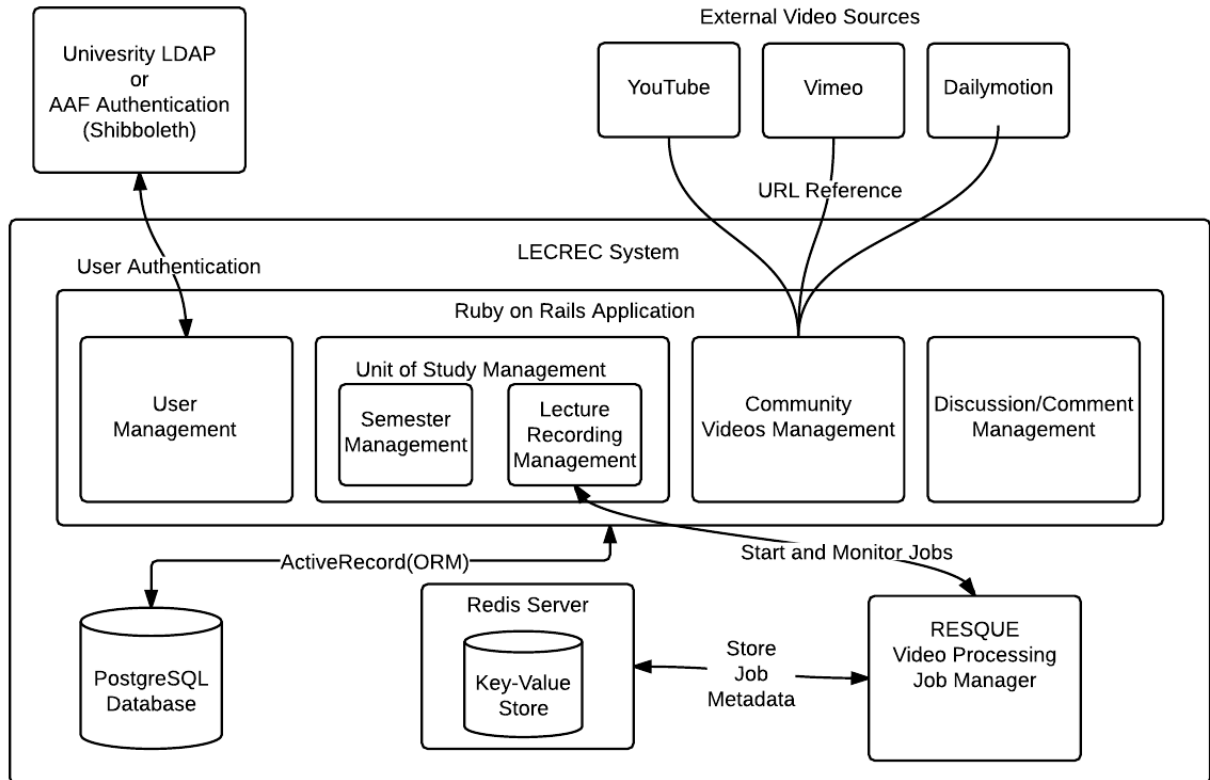 External Video Sources
Univesrity LDAP
or
AAF Authentication
(Shibboleth)
YouTube
Vimeo
Dailymotion
URL Reference
LECREC System
User Authentication
Ruby on Rails Application
User
Management
Unit of Study Management
Semester
Management
Lecture
Recording
Management
Community
Videos Management
Discussion/Comment
Management
ActiveRecord(ORM)
Start and Monitor Jobs
PostgreSQL
Database
Redis Server
Key-Value
Store
Store
Job
Metadata
RESQUE
Video Processing
Job Manager